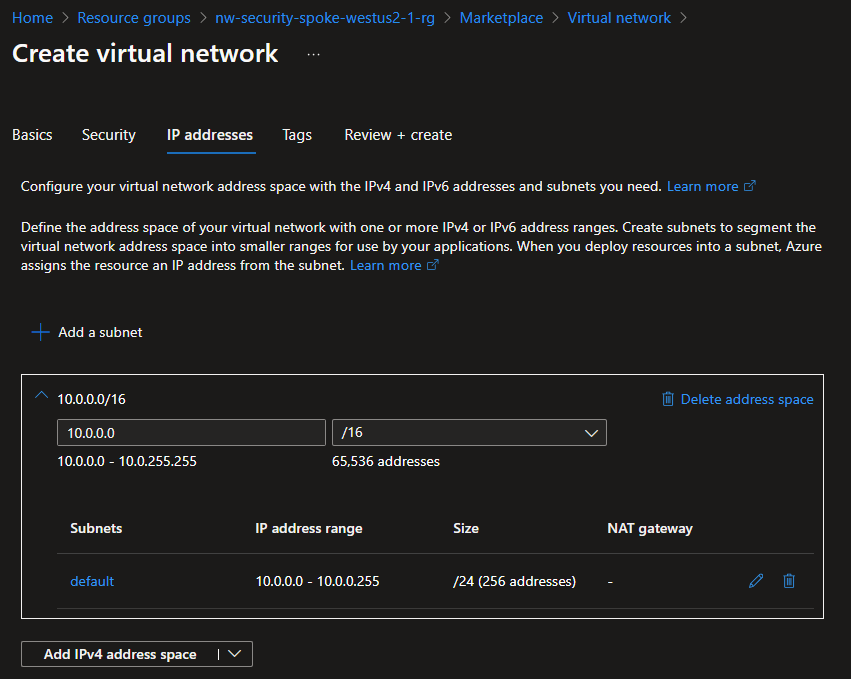 Home > Resource groups > nw-security-spoke-westus2-1-rg > Marketplace > Virtual network >
Create virtual network ...
Basics Security IP addresses Tags Review + create
Configure your virtual network address space with the IPv4 and IPv6 addresses and subnets you need. Learn more
Define the address space of your virtual network with one or more IPv4 or IPv6 address ranges. Create subnets to segment the
virtual network address space into smaller ranges for use by your applications. When you deploy resources into a subnet, Azure
assigns the resource an IP address from the subnet. Learn more
Add a subnet
10.0.0.0/16 Delete address space
10.0.0.0 /16
10.0.0.0 - 10.0.255.255 65,536 addresses
Subnets IP address range Size NAT gateway
default 10.0.0.0 - 10.0.0.255 /24 (256 addresses) -
Add IPv4 address space |